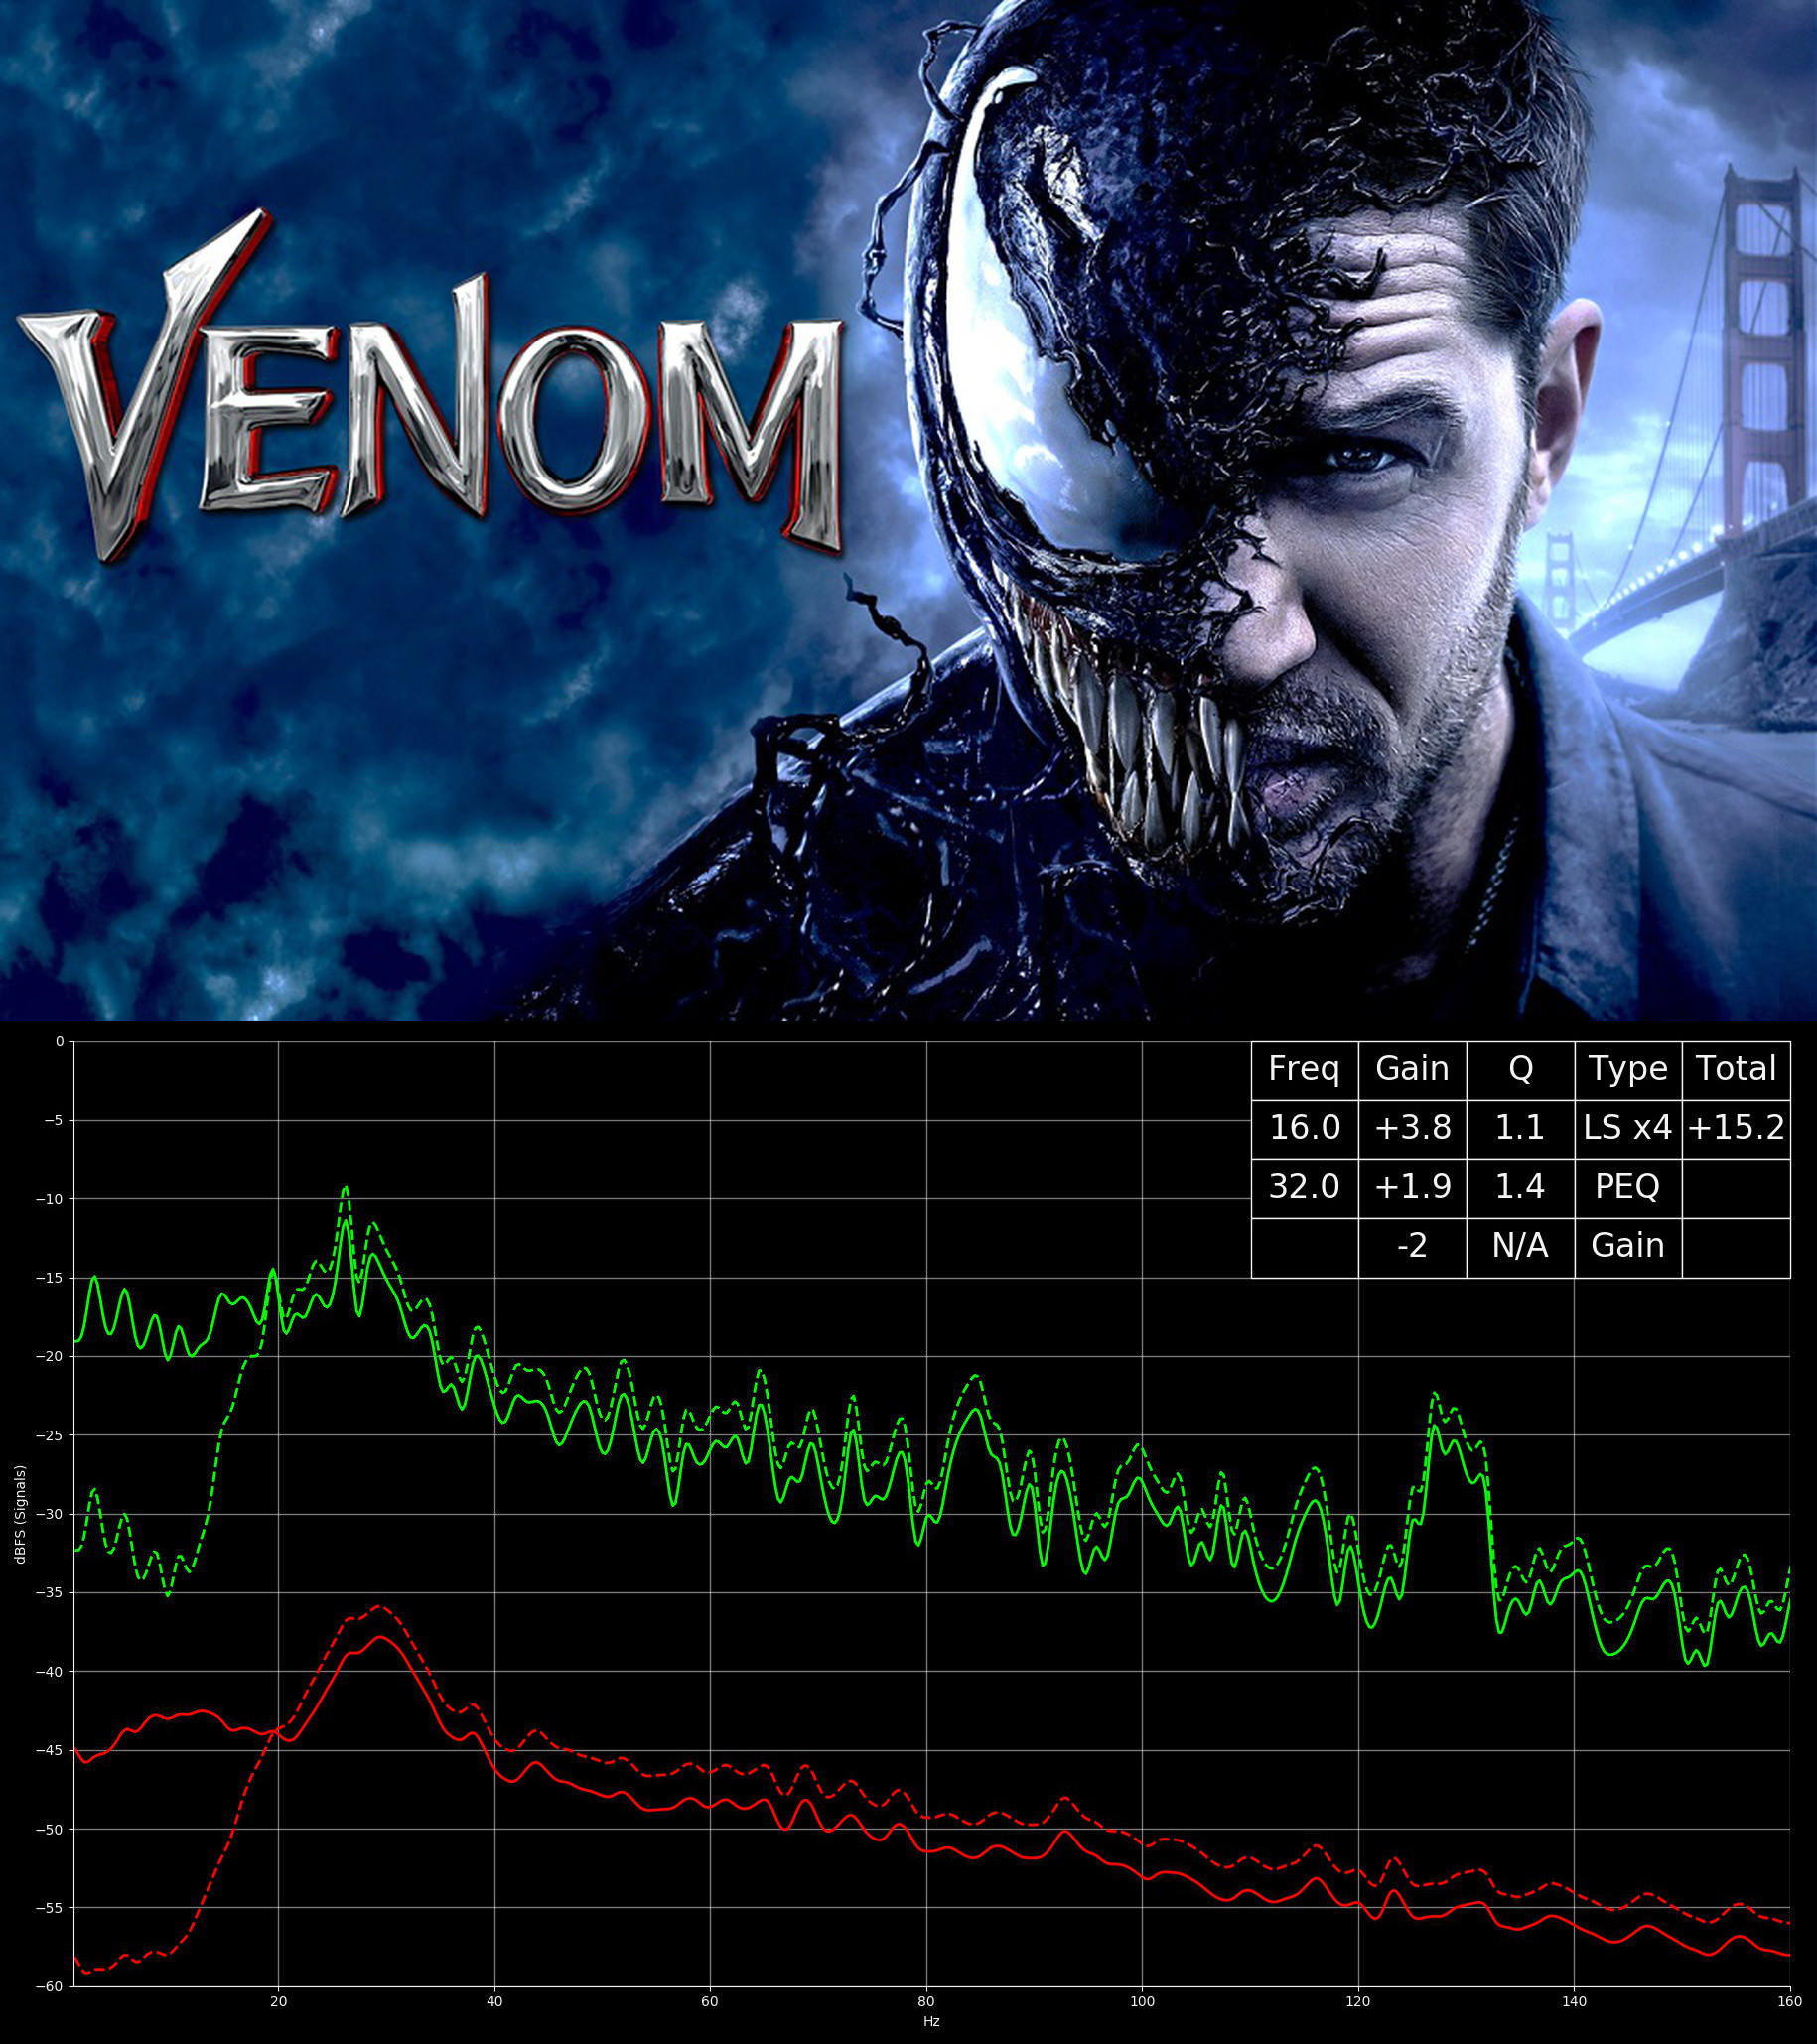 VENOM
Freq Gain Q Type Total
16.0 +3.8 1.1 LS x4 +15.2
32.0 +1.9 1.4 PEQ
-2 N/A Gain
0
−5
−10
−15
−20
−25
−30
−35
−40
−45
−50
−55
−60
dBFS (Signals)
20 40 60 80 100 120 140 160
Hz